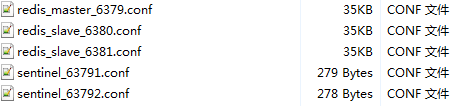 redis_master_6379.conf 35KB CONF 文件
redis_slave_6380.conf 35KB CONF 文件
redis_slave_6381.conf 35KB CONF 文件
sentinel_63791.conf 279 Bytes CONF 文件
sentinel_63792.conf 278 Bytes CONF 文件